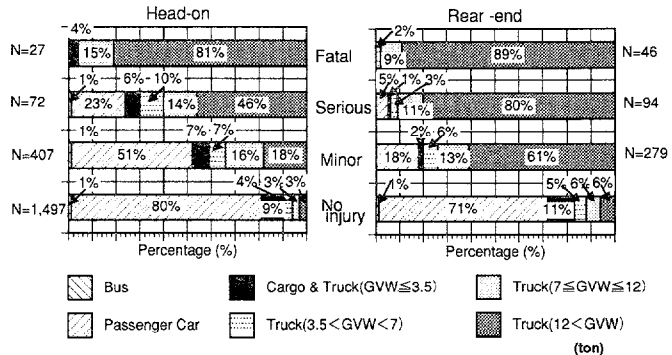 Head-on
Rear -end
4%
2%
N=27
15%
81%
Fatal
9%
89%
N=46
1%
6%
10%
5%
1%
3%
N=72
23%
14%
46%
Serious
11%
80%
N=94
1%
7%
7%
2%
6%
N=407
51%
16%
18%
Minor
18%
13%
61%
N=279
1%
4%
3%
3%
1%
5%
6%
6%
N=1,497
80%
9%
No
injury
71%
11%
Percentage (%)
Percentage (%)
Bus
Cargo & Truck(GVW≦3.5)
Truck(7≦GVW≦12)
Passenger Car
Truck(3.5<GVW<7)
Truck(12<GVW)
(ton)